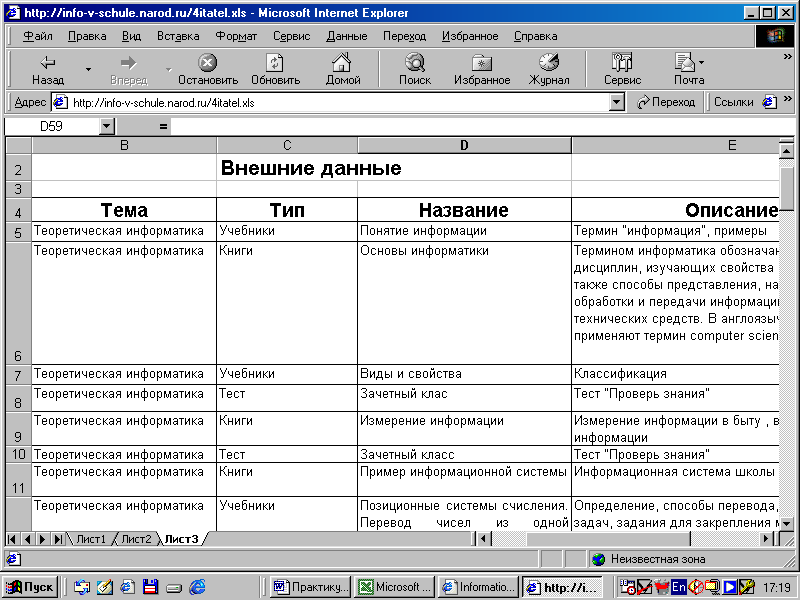 http://info-v-schule.narod.ru/4itatel.xls - Microsoft Internet Explorer
Файл Правка Вид Вставка Формат Сервис Данные Переход Избранное Справка
Назад Вперед Остановить Обновить Домой Поиск Избранное Журнал Сервис Почта
Адрес http://info-v-schule.narod.ru/4itatel.xls Переход Ссылки
D59 =
B C D E
2 Внешние данные
3
4 Тема Тип Название Описание
5 Теоретическая информатика Учебники Понятие информации Термин "информация", примеры
Теоретическая информатика Книги Основы информатики Термином информатика обозначаю
дисциплин, изучающих свойства
также способы представления, на
обработки и передачи информаци
технических средств. В англоязыч
применяют термин computer scien
6
7 Теоретическая информатика Учебники Виды и свойства Классификация
8 Теоретическая информатика Тест Зачетный клас Тест "Проверь знания"
Теоретическая информатика Книги Измерение информации Измерение информации в быту , в
9 информации
10 Теоретическая информатика Тест Зачетный класс Тест "Проверь знания"
11 Теоретическая информатика Книги Пример информационной системы Информационная система школы
Теоретическая информатика Учебники Позиционные системы счисления. Определение, способы перевода,
Перевод чисел из одной задач, задания для закрепления м
Лист1 Лист2 Лист3
Неизвестная зона
Пуск Практику... Microsoft ... Informatio... http://i... En 17:19